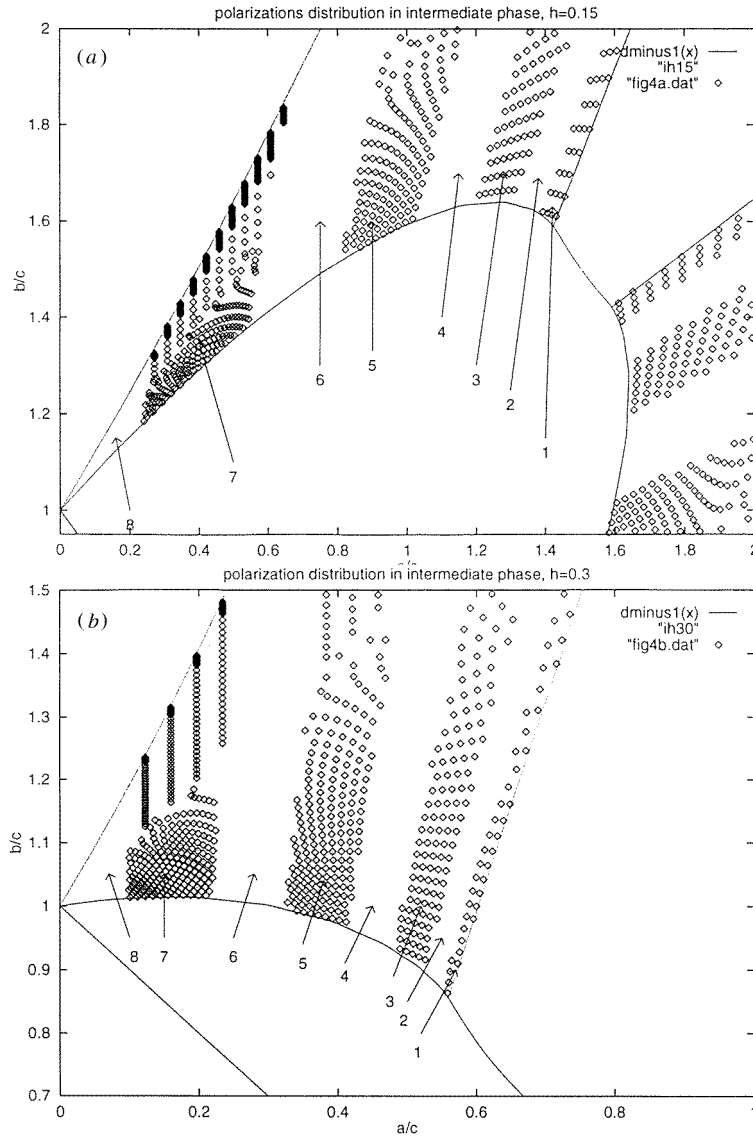 polarizations distribution in intermediate phase, h=0.15
(a)
dminus1(x)
"ih15"
"fig4a.dat"
2
1.8
1.6
1.4
1.2
1
b/c
4
3
2
5
6
1
7
8
0 0.2 0.4 0.6 0.8 1 1.2 1.4 1.6 1.8 2
polarization distribution in intermediate phase, h=0.3
(b)
dminus1(x)
"ih30"
"fig4b.dat"
1.5
1.4
1.3
1.2
1.1
1
0.9
0.8
0.7
b/c
8 7 6 5 4 3 2 1
0 0.2 0.4 0.6 0.8 1
a/c